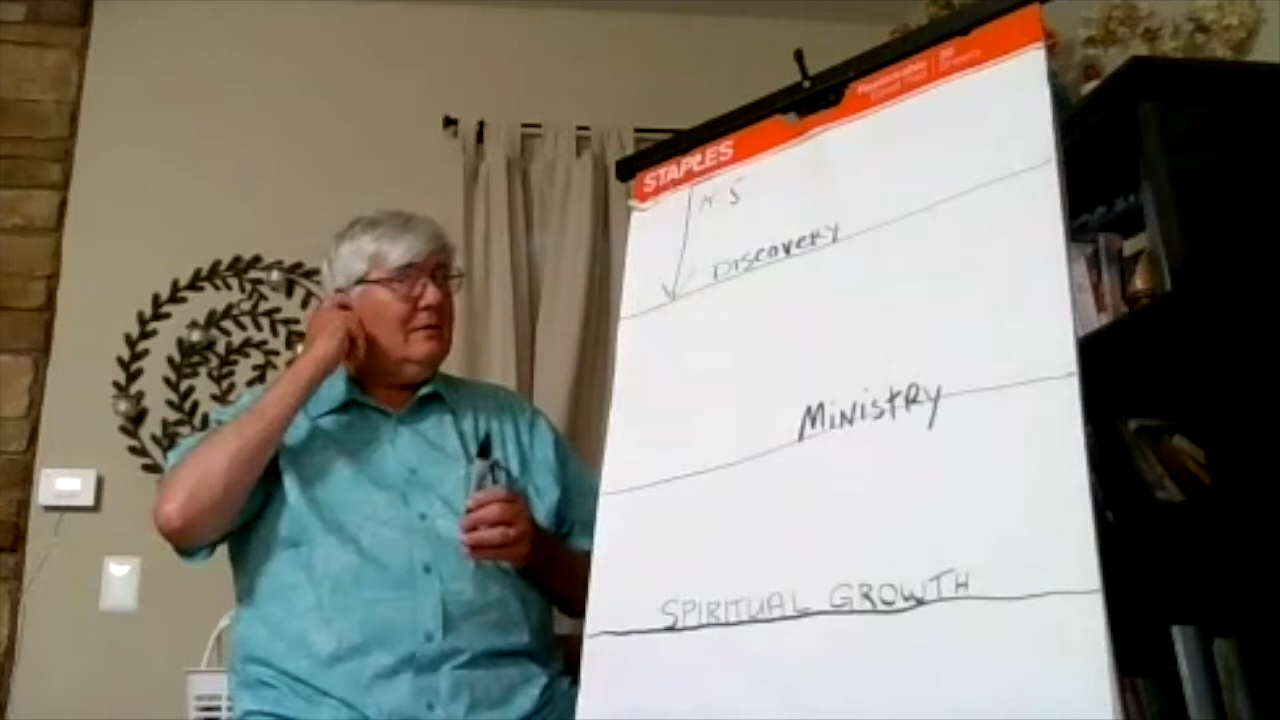 STAPLES
N.S
DISCOVERY
MiNiSTRY
SPIRITUAL GROWTH